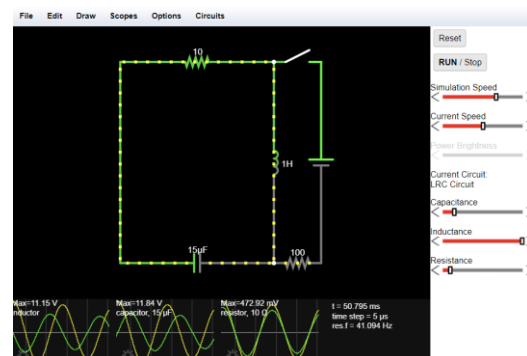 File Edit Draw Scopes Options Circuits
Reset
RUN / Stop
Simulation Speed
Current Speed
Power Brightness
Current Circuit:
LRC Circuit
Capacitance
Inductance
Resistance
10
1H
15μF
100
Max=11.15 V
inductor
Max=11.84 V
capacitor, 15 μF
Max=472.92 mV
resistor, 10 Ω
t = 50.795 ms
time step = 5 μs
res.f = 41.094 Hz